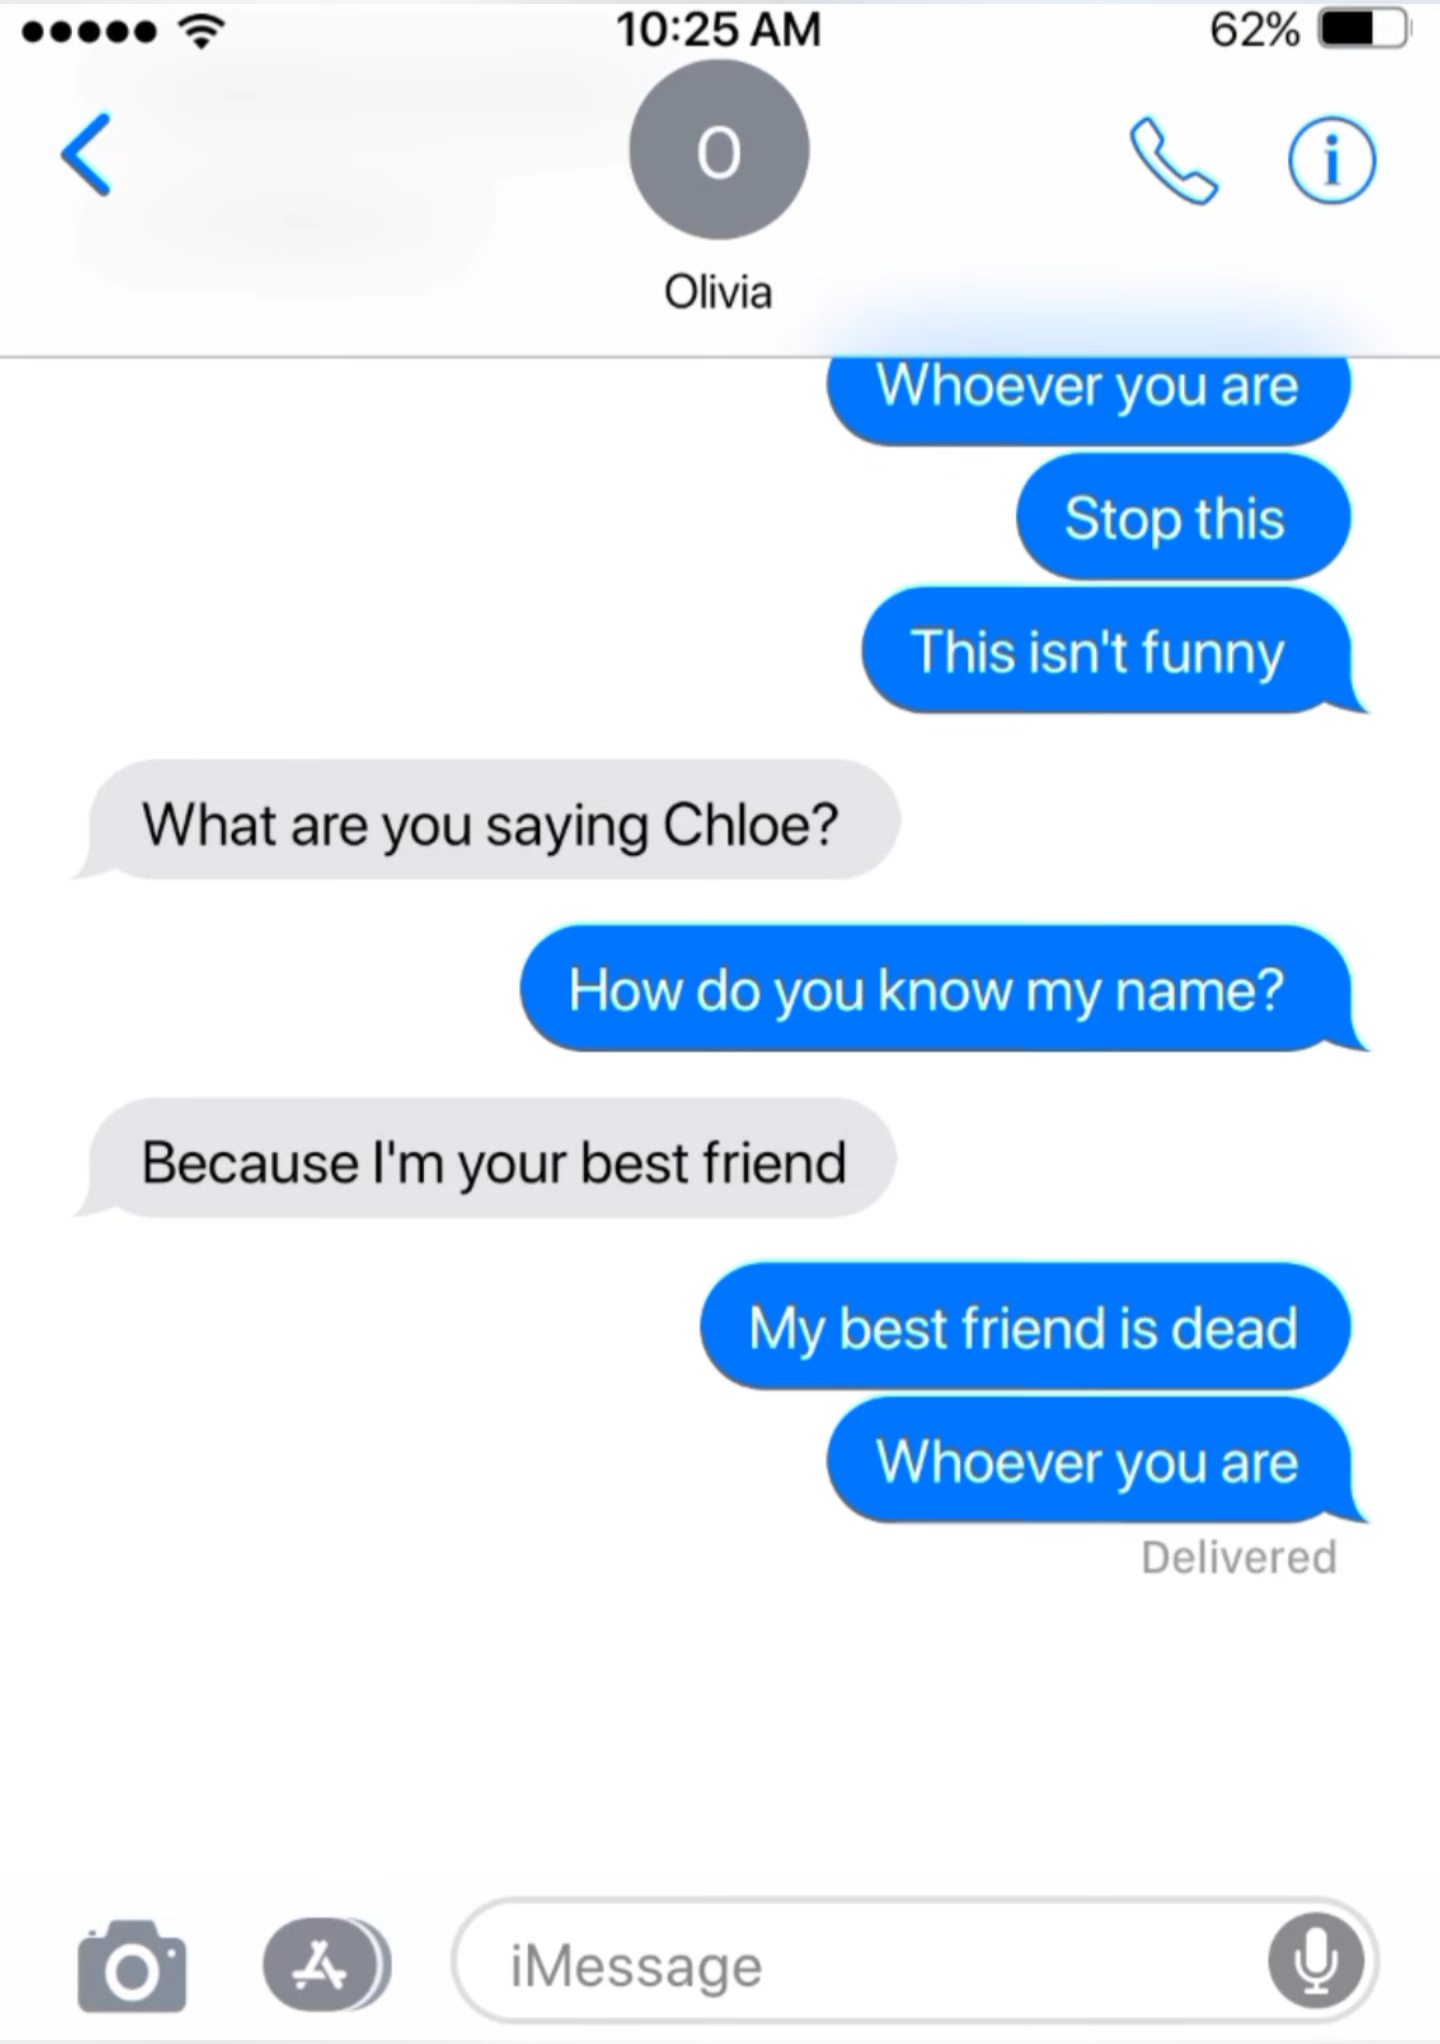 10:25 AM
62%
O
Olivia
Whoever you are
Stop this
This isn't funny
What are you saying Chloe?
How do you know my name?
Because I'm your best friend
My best friend is dead
Whoever you are
Delivered
iMessage